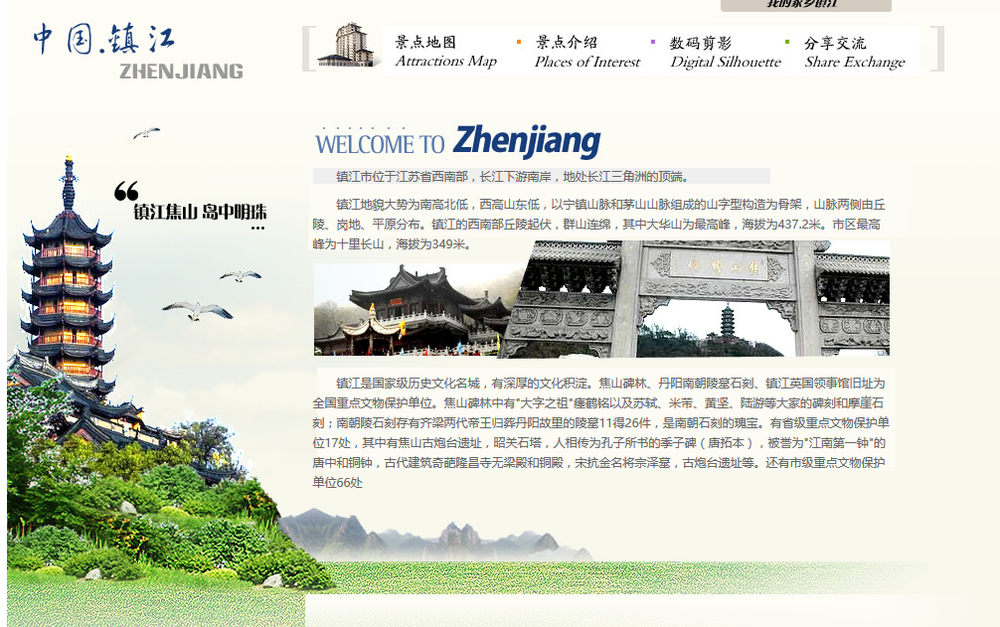 我的家乡镇江
中国.镇江
ZHENJIANG
景点地图
Attractions Map
景点介绍
Places of Interest
数码剪影
Digital Silhouette
分享交流
Share Exchange
WELCOME TO Zhenjiang
镇江焦山 岛中明珠
...
镇江市位于江苏省西南部，长江下游南岸，地处长江三角洲的顶端。
镇江地貌大势为南高北低，西高山东低，以宁镇山脉和茅山山脉组成的山字型构造为骨架，山脉两侧由丘
陵、岗地、平原分布。镇江的西南部丘陵起伏，群山连绵，其中大华山为最高峰，海拔为437.2米。市区最高
峰为十里长山，海拔为349米。
镇江是国家级历史文化名城，有深厚的文化积淀。焦山碑林、丹阳南朝陵墓石刻、镇江英国领事馆旧址为
全国重点文物保护单位。焦山碑林中有"大字之祖"瘗鹤铭以及苏轼、米芾、黄坚、陆游等大家的碑刻和摩崖石
刻；南朝陵石刻存有齐梁两代帝王归葬丹阳故里的陵墓11得26件，是南朝石刻的瑰宝。有省级重点文物保护单
位17处，其中有焦山古炮台遗址，昭关石塔，人相传为孔子所书的季子碑（唐拓本），被誉为"江南第一钟"的
唐中和铜钟，古代建筑奇葩隆昌寺无梁殿和铜殿，宋抗金名将宗泽墓，古炮台遗址等。还有市级重点文物保护
单位66处